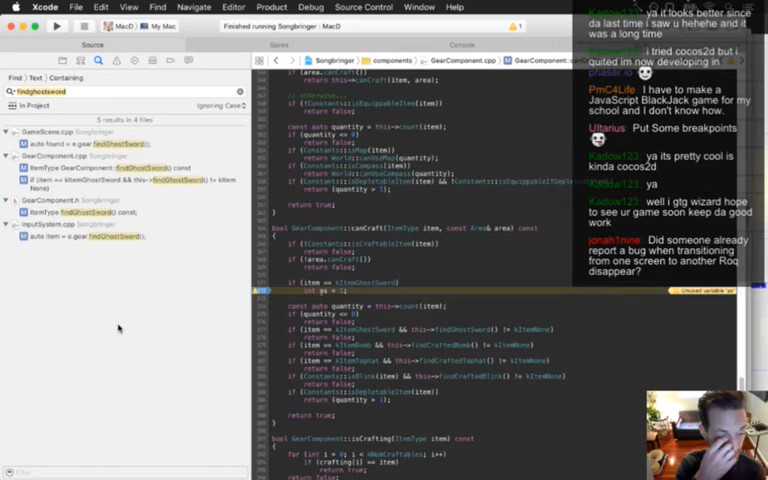 Xcode File Edit View Find Navigate Editor Product Debug Source Control Window Help
MacD My Mac
Finished running Songbringer : MacD
1
Source
Saves
Console
Find Text Containing
findghostsword
In Project
Ignoring Case
5 results in 4 files
GameScene.cpp Songbringer
auto found = e.gear.findGhostSword();
GearComponent.cpp Songbringer
ItemType GearComponent::findGhostSword() const
if (item == kItemGhostSword && this->findGhostSword() != kItem
None)
GearComponent.h Songbringer
ItemType findGhostSword() const;
InputSystem.cpp Songbringer
auto item = e.gear.findGhostSword();
Filter
Songbringer components GearComponent.cpp
if (area.canCraft())
return this->canCraft(item, area);
// otherwise...
if (!Constants::isEquippableItem(item))
return false;
const auto quantity = this->count(item);
if (quantity <= 0)
return false;
if (Constants::isMap(item))
return World::canUseMap(quantity);
if (Constants::isCompass(item))
return World::canUseCompass(quantity);
if (Constants::isDepletableItem(item) && !Constants::isEquippableIfDeplet
return (quantity > 1);
return true;
}
bool GearComponent::canCraft(ItemType item, const Area& area) const
{
if (!Constants::isCraftableItem(item))
return false;
if (!area.canCraft())
return false;
if (item == kItemGhostSword)
int as = 5;
Unused variable 'as'
const auto quantity = this->count(item);
if (quantity <= 0)
return false;
if (item == kItemGhostSword && this->findGhostSword() != kItemNone)
return false;
if (item == kItemBomb && this->findCraftedBomb() != kItemNone)
return false;
if (item == kItemTophat && this->findCraftedTophat() != kItemNone)
return false;
if (Constants::isBlink(item) && this->findCraftedBlink() != kItemNone)
return false;
if (Constants::isDepletableItem(item))
return (quantity > 1);
return true;
}
bool GearComponent::isCrafting(ItemType item) const
{
for (int i = 0; i < kNumCraftables; i++)
if (crafting[i] == item)
return true;
return false;
Kadow123: ya it looks better since
da last time i saw u hehehe and it
was a long time
Kadow123: i tried cocos2d but i
quited im now developing in
phaser.io
PmC4Life: I have to make a
JavaScript BlackJack game for my
school and I don't know how.
Ultarius: Put Some breakpoints
Kadow123: ya its pretty cool is
kinda cocos2d
Kadow123: ya
Kadow123: well i gtg wizard hope
to see ur game soon keep da good
work
jonah1nine: Did someone already
report a bug when transitioning
from one screen to another Roq
disappear?